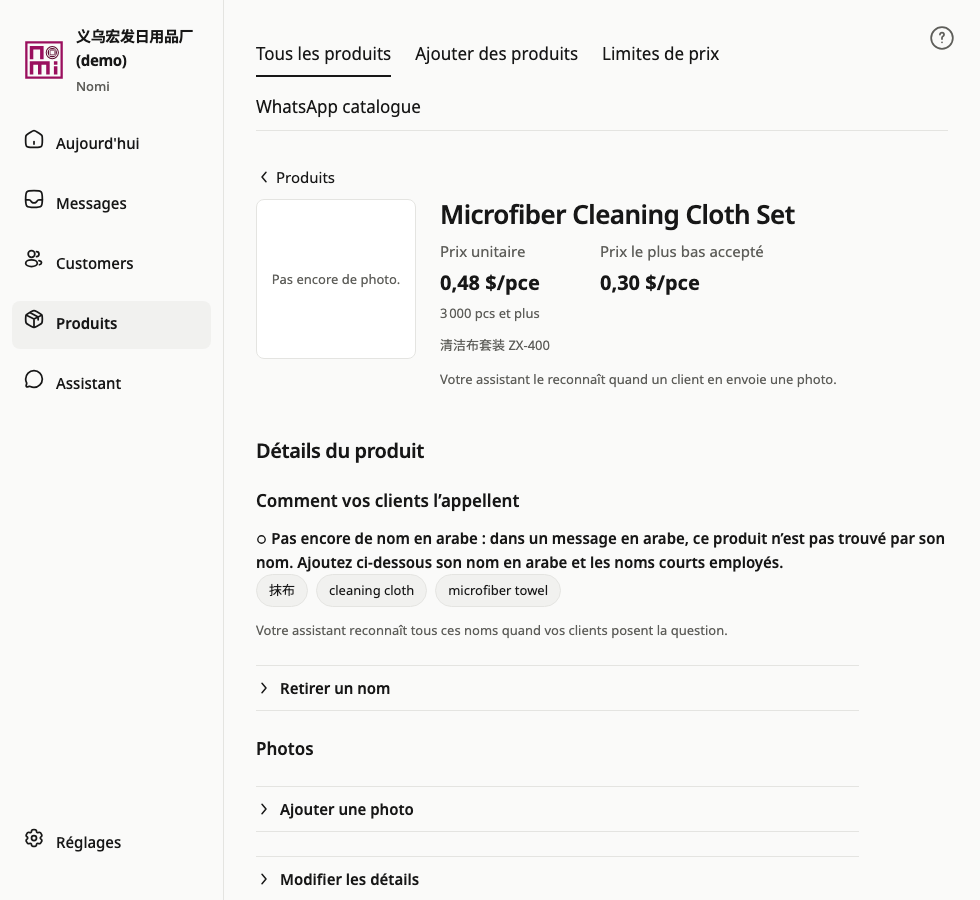 义乌宏发日用品厂
(demo)
Nomi
Aujourd'hui
Messages
Customers
Produits
Assistant
Réglages
Tous les produits
Ajouter des produits
Limites de prix
WhatsApp catalogue
Produits
Pas encore de photo.
Microfiber Cleaning Cloth Set
Prix unitaire
Prix le plus bas accepté
0,48 $/pce
0,30 $/pce
3 000 pcs et plus
清洁布套装 ZX-400
Votre assistant le reconnaît quand un client en envoie une photo.
Détails du produit
Comment vos clients l’appellent
Pas encore de nom en arabe : dans un message en arabe, ce produit n’est pas trouvé par son
nom. Ajoutez ci-dessous son nom en arabe et les noms courts employés.
抹布
cleaning cloth
microfiber towel
Votre assistant reconnaît tous ces noms quand vos clients posent la question.
Retirer un nom
Photos
Ajouter une photo
Modifier les détails